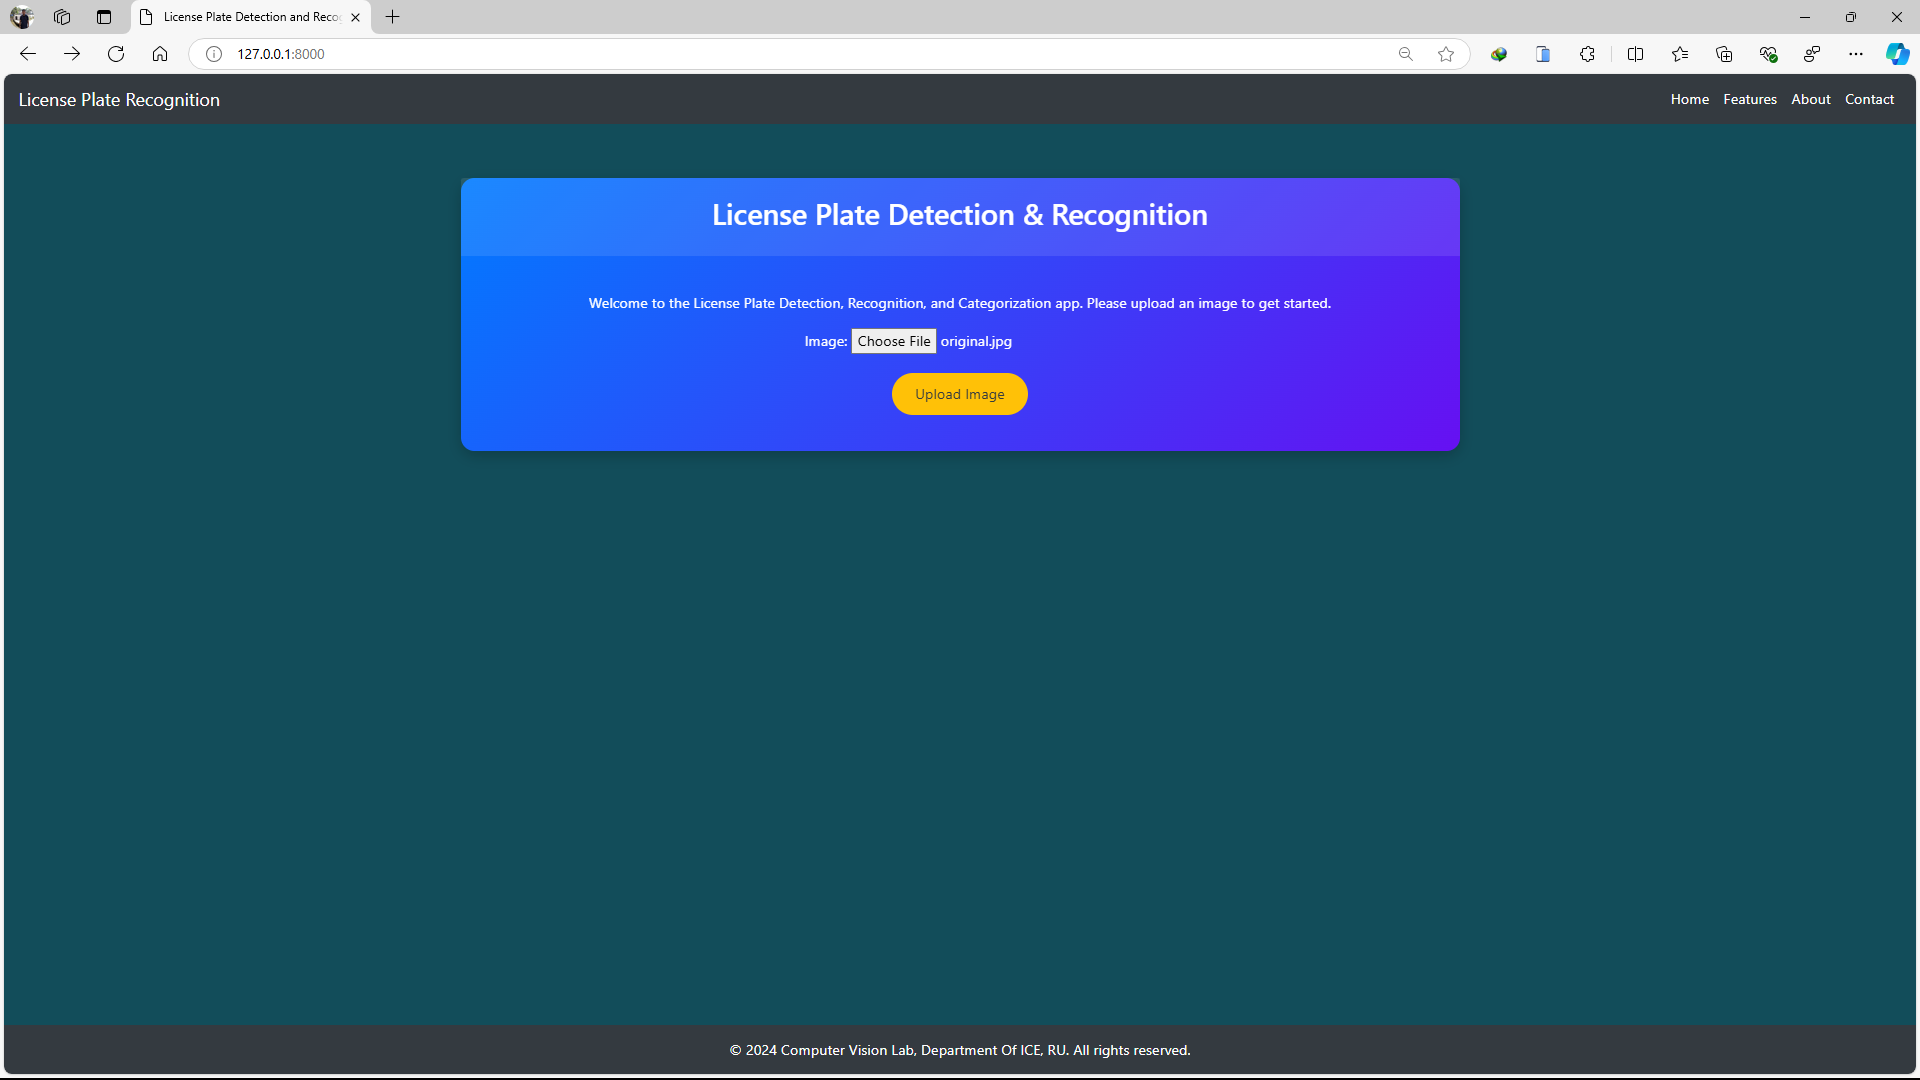 License Plate Detection and Reco
127.0.0.1:8000
License Plate Recognition
Home Features About Contact
License Plate Detection & Recognition
Welcome to the License Plate Detection, Recognition, and Categorization app. Please upload an image to get started.
Image: Choose File original.jpg
Upload Image
© 2024 Computer Vision Lab, Department Of ICE, RU. All rights reserved.